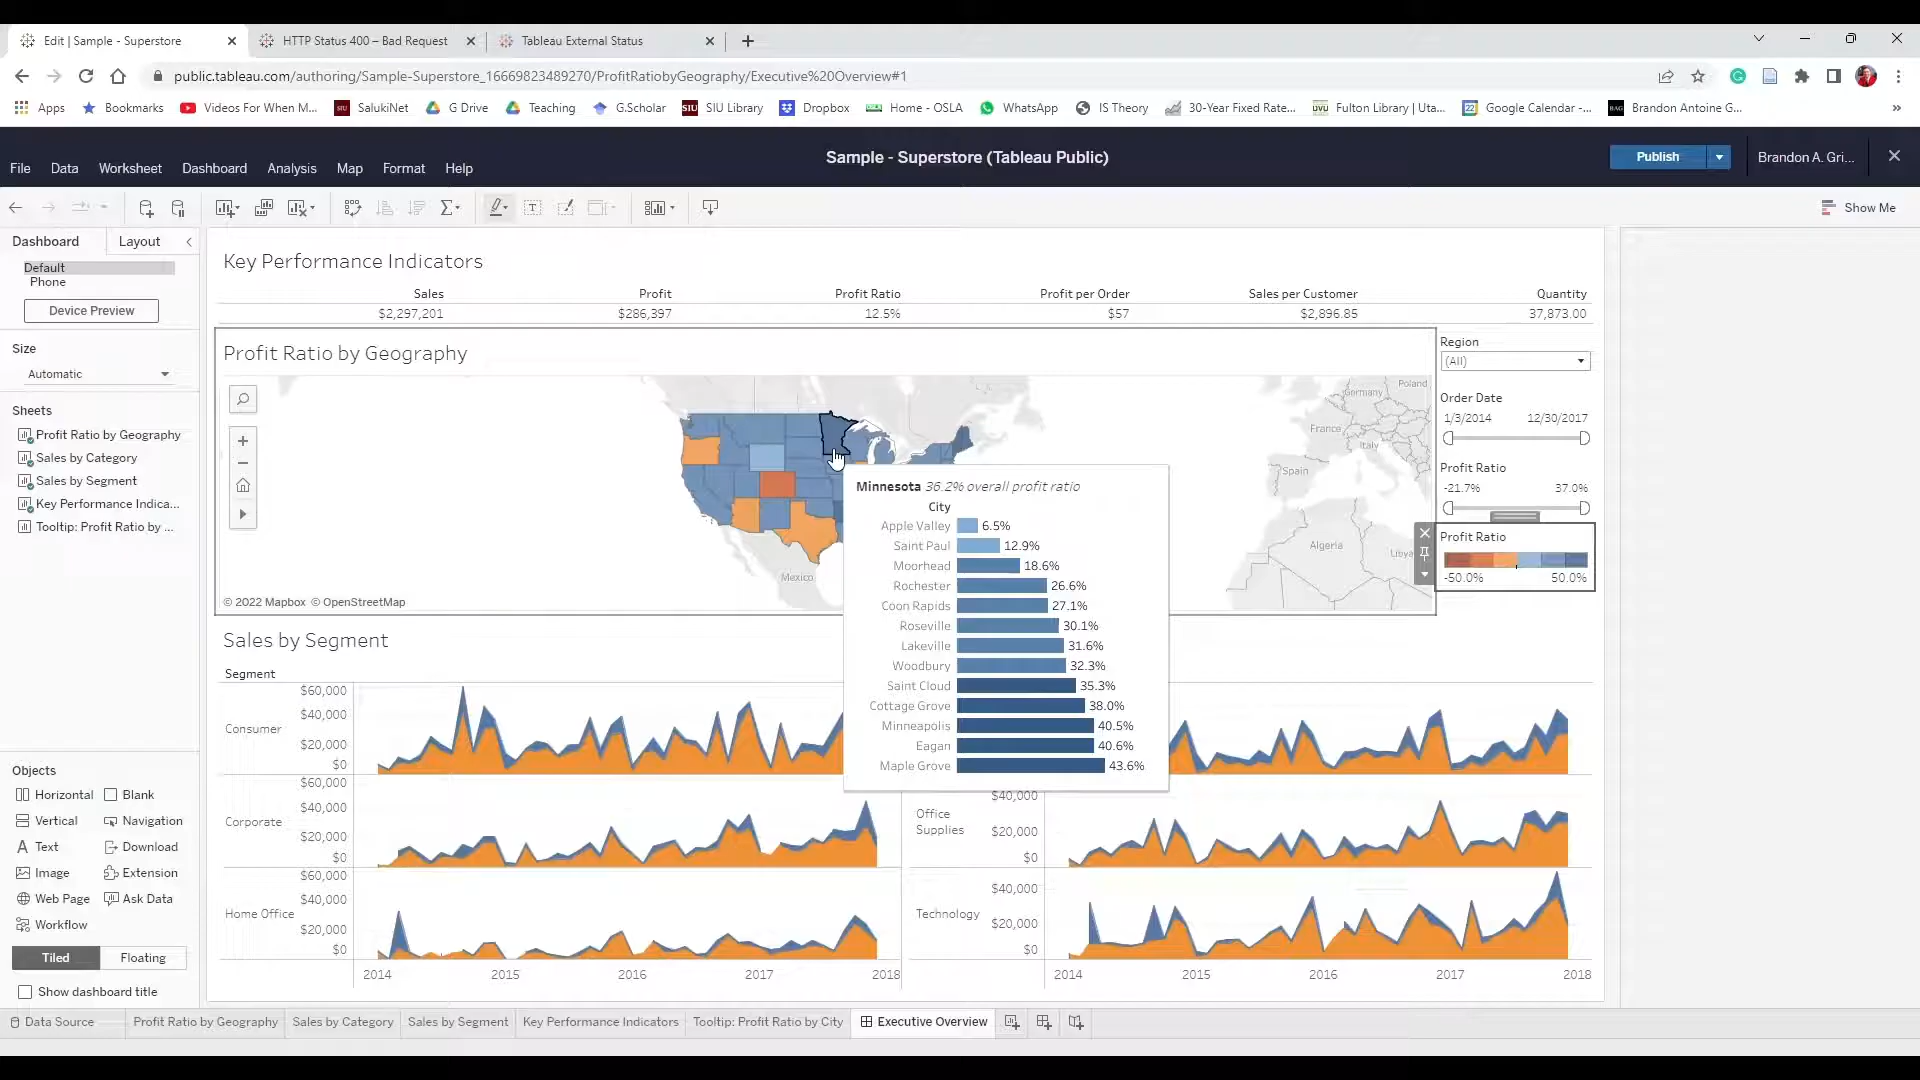 Edit | Sample - Superstore
HTTP Status 400 – Bad Request
Tableau External Status
public.tableau.com/authoring/Sample-Superstore_16669823489270/ProfitRatiobyGeography/Executive%20Overview#1
Apps Bookmarks Videos For When M... SalukiNet G Drive Teaching G.Scholar SIU Library Dropbox Home - OSLA WhatsApp IS Theory 30-Year Fixed Rate... Fulton Library | Uta... Google Calendar -... Brandon Antoine G...
Sample - Superstore (Tableau Public)
Publish
Brandon A. Gri...
File Data Worksheet Dashboard Analysis Map Format Help
Show Me
Dashboard Layout
Default
Phone
Device Preview
Size
Automatic
Sheets
Profit Ratio by Geography
Sales by Category
Sales by Segment
Key Performance Indica...
Tooltip: Profit Ratio by ...
Objects
Horizontal Blank
Vertical Navigation
Text Download
Image Extension
Web Page Ask Data
Workflow
Tiled Floating
Show dashboard title
Key Performance Indicators
Sales Profit Profit Ratio Profit per Order Sales per Customer Quantity
$2,297,201 $286,397 12.5% $57 $2,896.85 37,873.00
Profit Ratio by Geography
Poland
Germany
France
Italy
Spain
Algeria
Libya
Mexico
© 2022 Mapbox © OpenStreetMap
Region
(All)
Order Date
1/3/2014 12/30/2017
Profit Ratio
-21.7% 37.0%
Profit Ratio
-50.0% 50.0%
Minnesota 36.2% overall profit ratio
City
Apple Valley 6.5%
Saint Paul 12.9%
Moorhead 18.6%
Rochester 26.6%
Coon Rapids 27.1%
Roseville 30.1%
Lakeville 31.6%
Woodbury 32.3%
Saint Cloud 35.3%
Cottage Grove 38.0%
Minneapolis 40.5%
Eagan 40.6%
Maple Grove 43.6%
Sales by Segment
Segment
Consumer
$60,000
$40,000
$20,000
$0
Corporate
$60,000
$40,000
$20,000
$0
Home Office
$60,000
$40,000
$20,000
$0
2014 2015 2016 2017 2018
Office
Supplies
$40,000
$20,000
$0
Technology
$40,000
$20,000
$0
2014 2015 2016 2017 2018
Data Source Profit Ratio by Geography Sales by Category Sales by Segment Key Performance Indicators Tooltip: Profit Ratio by City Executive Overview